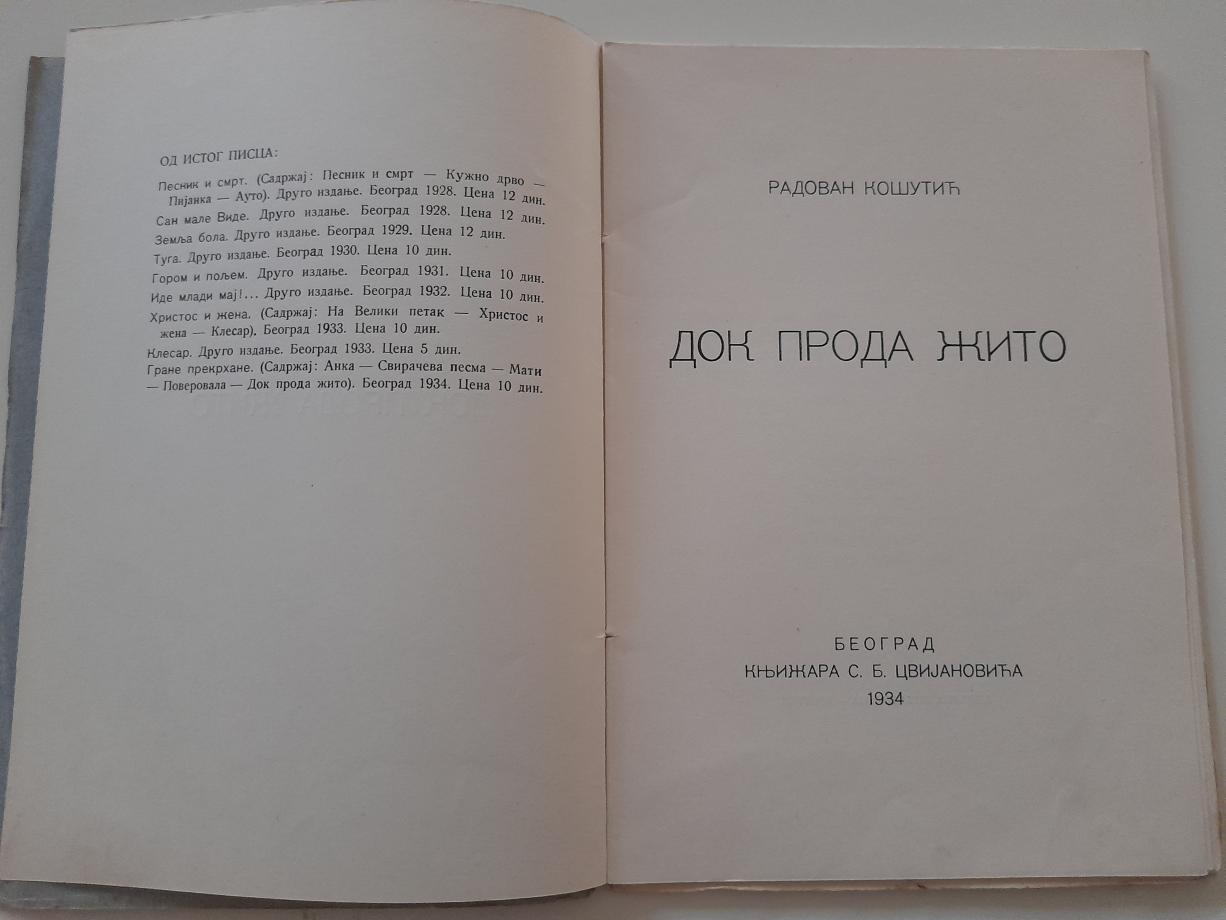 ОД ИСТОГ ПИСЦА:
Песник и смрт. (Садржај: Песник и смрт — Кужно дрво —
Пијанка — Ауто). Друго издање. Београд 1928. Цена 12 дин.
Сан мале Виде. Друго издање. Београд 1928. Цена 12 дин.
Земља бола. Друго издање. Београд 1929. Цена 12 дин.
Туга. Друго издање. Београд 1930. Цена 10 дин.
Гором и пољем. Друго издање. Београд 1931. Цена 10 дин.
Иде млади мај!... Друго издање. Београд 1932. Цена 10 дин.
Христос и жена. (Садржај: На Велики петак — Христос и
жена — Клесар). Београд 1933. Цена 10 дин.
Клесар. Друго издање. Београд 1933. Цена 5 дин.
Гране прекрхане. (Садржај: Анка — Свирачева песма — Мати
— Поверовала — Док прода жито). Београд 1934. Цена 10 дин.
РАДОВАН КОШУТИЋ
ДОК ПРОДА ЖИТО
БЕОГРАД
КЊИЖАРА С. Б. ЦВИЈАНОВИЋА
1934